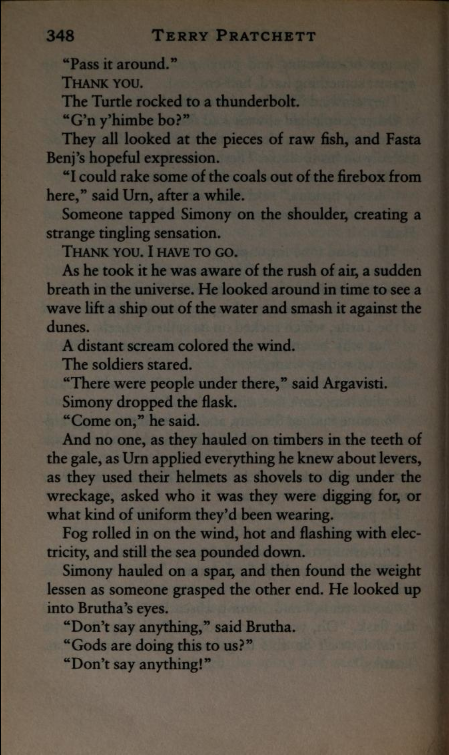 348 TERRY PRATCHETT
“Pass it around.”
THANK YOU.
The Turtle rocked to a thunderbolt.
“G’n y’himbe bo?”
They all looked at the pieces of raw fish, and Fasta
Benj’s hopeful expression.
“I could rake some of the coals out of the firebox from
here,” said Urn, after a while.
Someone tapped Simony on the shoulder, creating a
strange tingling sensation.
THANK YOU. I HAVE TO GO.
As he took it he was aware of the rush of air, a sudden
breath in the universe. He looked around in time to see a
wave lift a ship out of the water and smash it against the
dunes.
A distant scream colored the wind.
The soldiers stared.
“There were people under there,” said Argavisti.
Simony dropped the flask.
“Come on,” he said.
And no one, as they hauled on timbers in the teeth of
the gale, as Urn applied everything he knew about levers,
as they used their helmets as shovels to dig under the
wreckage, asked who it was they were digging for, or
what kind of uniform they’d been wearing.
Fog rolled in on the wind, hot and flashing with elec-
tricity, and still the sea pounded down.
Simony hauled on a spar, and then found the weight
lessen as someone grasped the other end. He looked up
into Brutha’s eyes.
“Don’t say anything,” said Brutha.
“Gods are doing this to us?”
“Don’t say anything!”